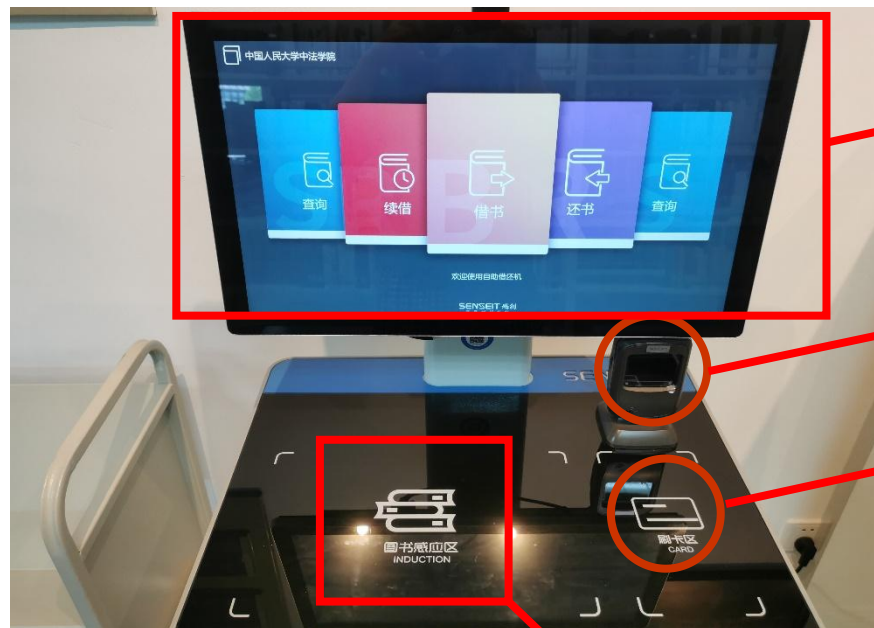 中国人民大学中法学院
查询
续借
借书
还书
查询
欢迎使用自助借还机
SENSEIT
图书感应区
INDUCTION
刷卡区
CARD